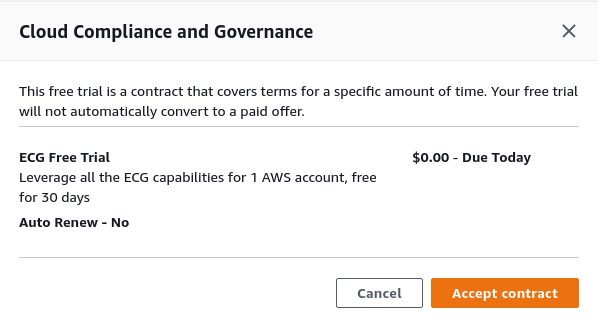 Cloud Compliance and Governance
This free trial is a contract that covers terms for a specific amount of time. Your free trial
will not automatically convert to a paid offer.
ECG Free Trial
$0.00 - Due Today
Leverage all the ECG capabilities for 1 AWS account, free
for 30 days
Auto Renew - No
Cancel
Accept contract